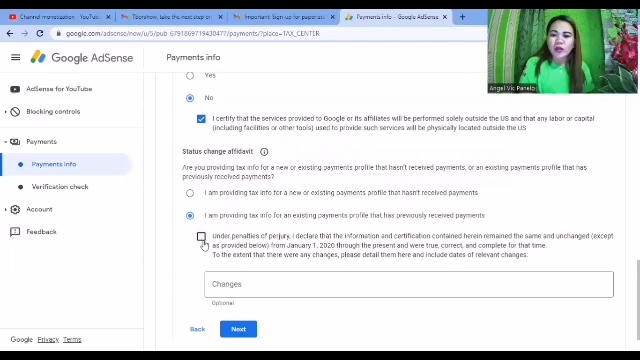 Channel monetization - YouTube
Toorshow, take the next step on
Important: Sign-up for paperless
Payments info – Google AdSense
google.com/adsense/new/u/5/pub-6791869719430477/payments/?place=TAX_CENTER
Google AdSense
Payments info
Angel Vic Panelo
AdSense for YouTube
Blocking controls
Payments
Payments info
Verification check
Account
Feedback
Yes
No
I certify that the services provided to Google or its affiliates will be performed solely outside the US and that any labor or capital
(including facilities or other tools) used to provide such services will be physically located outside the US
Status change affidavit
Are you providing tax info for a new or existing payments profile that hasn't received payments, or an existing payments profile that has
previously received payments?
I am providing tax info for a new or existing payments profile that hasn't received payments
I am providing tax info for an existing payments profile that has previously received payments
Under penalties of perjury, I declare that the information and certification contained herein remained the same and unchanged (except
as provided below) from January 1, 2020 through the present and were true, correct, and complete for that time.
To the extent that there were any changes, please detail them here and include dates of relevant changes:
Changes
Optional
Back
Next
Google Privacy Terms